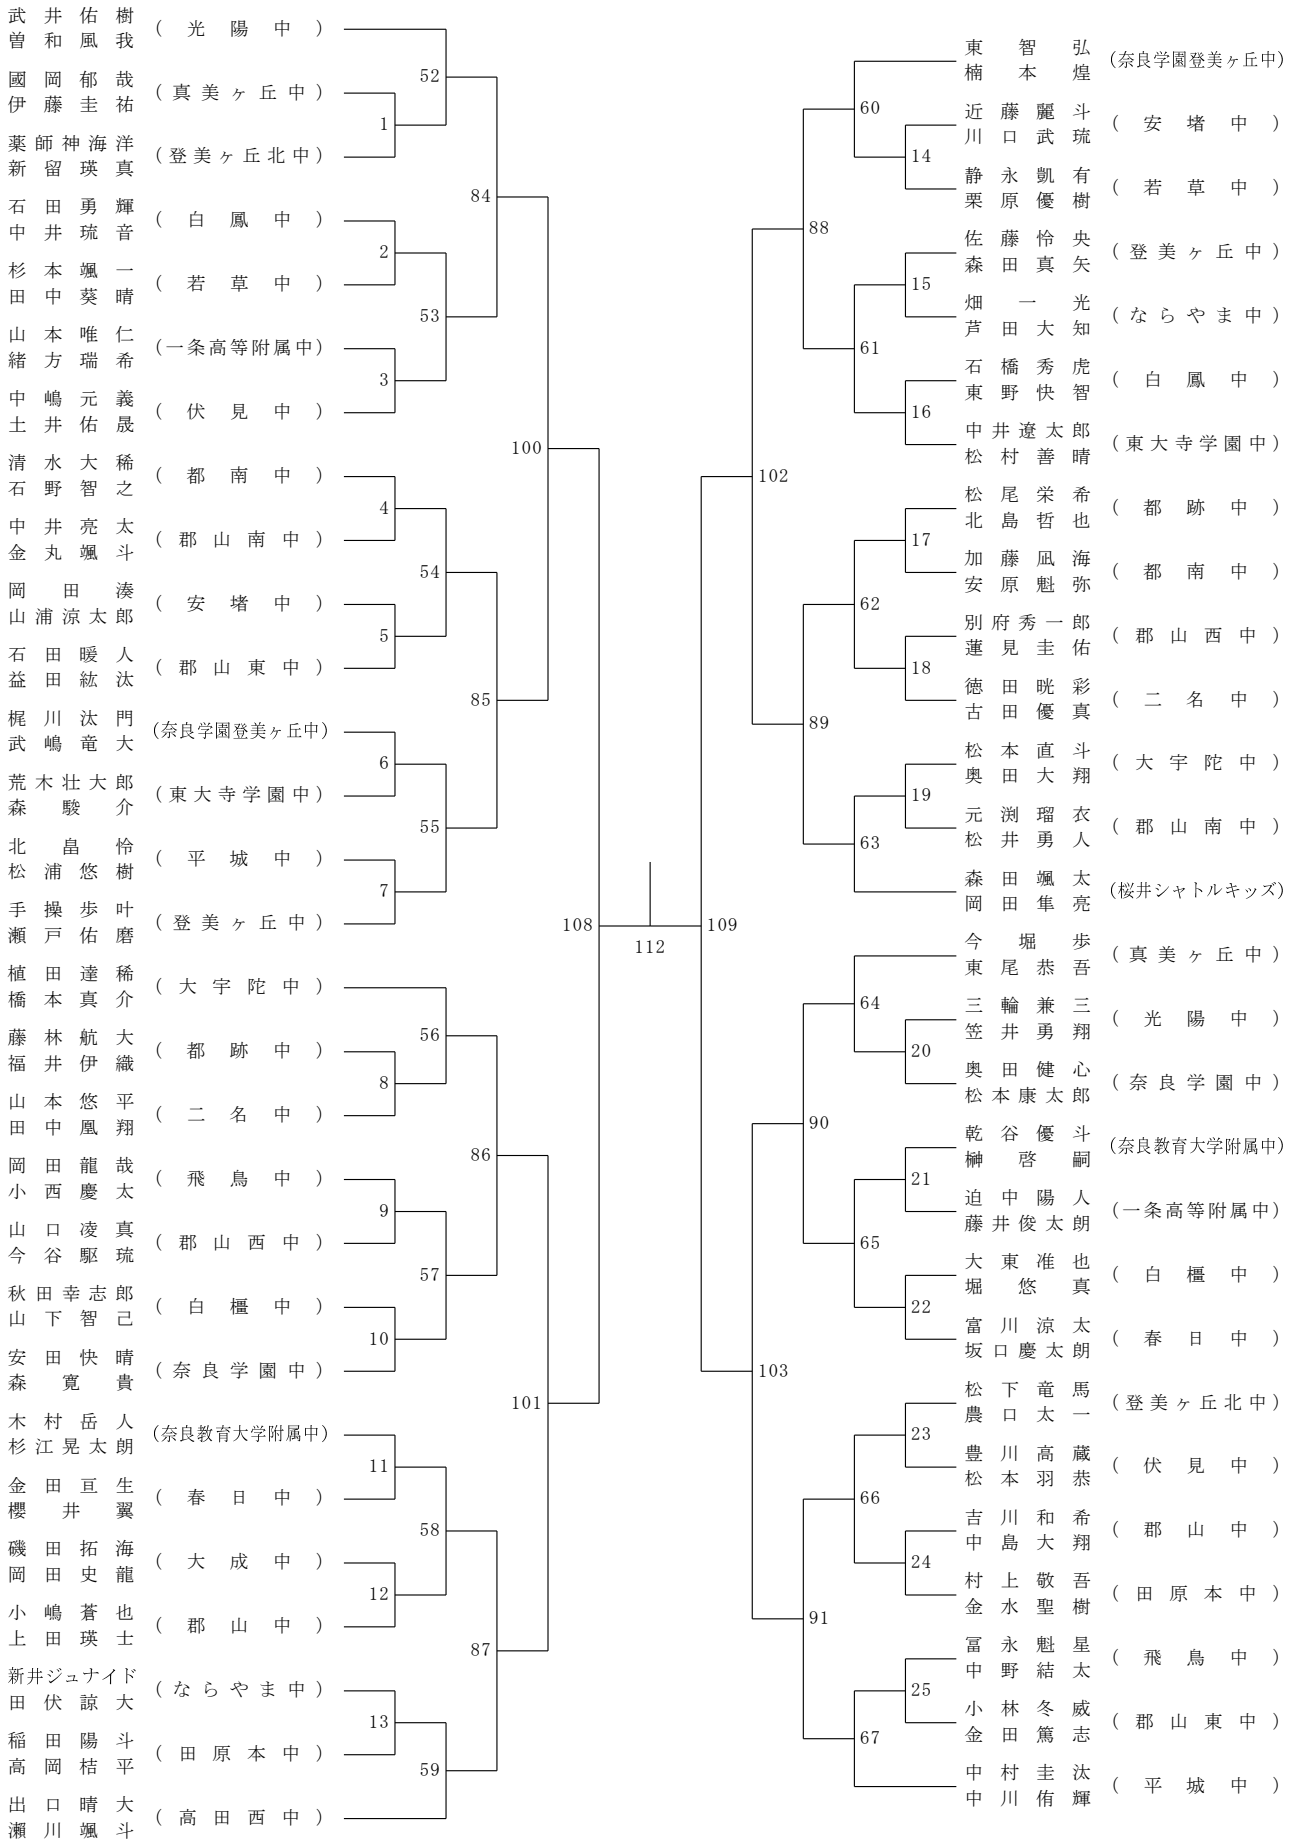 武井佑樹
曽和風我
(光陽中)
國岡郁哉
伊藤圭祐
(真美ヶ丘中)
薬師神海洋
新留瑛真
(登美ヶ丘北中)
石田勇輝
中井琉音
(白鳳中)
杉本颯一
田中葵晴
(若草中)
山本唯仁
緒方瑞希
(一条高等附属中)
中嶋元義
土井佑晟
(伏見中)
清水大稀
石野智之
(都南中)
中井亮太
金丸颯斗
(郡山南中)
岡田湊
山浦涼太郎
(安堵中)
石田暖人
益田紘汰
(郡山東中)
梶川汰門
武嶋竜大
(奈良学園登美ヶ丘中)
荒木壮大郎
森駿介
(東大寺学園中)
北畠怜
松浦悠樹
(平城中)
手操歩叶
瀬戸佑磨
(登美ヶ丘中)
植田達稀
橋本真介
(大宇陀中)
藤林航大
福井伊織
(都跡中)
山本悠平
田中凰翔
(二名中)
岡田龍哉
小西慶太
(飛鳥中)
山口凌真
今谷駆琉
(郡山西中)
秋田幸志郎
山下智己
(白橿中)
安田快晴
森寛貴
(奈良学園中)
木村岳人
杉江晃太朗
(奈良教育大学附属中)
金田亘生
櫻井翼
(春日中)
磯田拓海
岡田史龍
(大成中)
小嶋蒼也
上田瑛士
(郡山中)
新井ジュナイド
田伏諒大
(ならやま中)
稲田陽斗
高岡桔平
(田原本中)
出口晴大
瀬川颯斗
(高田西中)
52
1
84
2
53
3
100
4
54
5
85
6
55
7
108
56
8
86
9
57
10
101
11
58
12
87
13
59
112
東智弘
楠本煌
(奈良学園登美ヶ丘中)
近藤麗斗
川口武琉
(安堵中)
静永凱有
栗原優樹
(若草中)
佐藤怜央
森田真矢
(登美ヶ丘中)
畑一光
芦田大知
(ならやま中)
石橋秀虎
東野快智
(白鳳中)
中井遼太郎
松村善晴
(東大寺学園中)
松尾栄希
北島哲也
(都跡中)
加藤凪海
安原魁弥
(都南中)
別府秀一郎
蓮見圭佑
(郡山西中)
徳田晄彩
古田優真
(二名中)
松本直斗
奥田大翔
(大宇陀中)
元渕瑠衣
松井勇人
(郡山南中)
森田颯太
岡田隼亮
(桜井シャトルキッズ)
今堀歩
東尾恭吾
(真美ヶ丘中)
三輪兼三
笠井勇翔
(光陽中)
奥田健心
松本康太郎
(奈良学園中)
乾谷優斗
榊啓嗣
(奈良教育大学附属中)
迫中陽人
藤井俊太朗
(一条高等附属中)
大東准也
堀悠真
(白橿中)
富川涼太
坂口慶太朗
(春日中)
松下竜馬
農口太一
(登美ヶ丘北中)
豊川高蔵
松本羽恭
(伏見中)
吉川和希
中島大翔
(郡山中)
村上敬吾
金水聖樹
(田原本中)
冨永魁星
中野結太
(飛鳥中)
小林冬威
金田篤志
(郡山東中)
中村圭汰
中川侑輝
(平城中)
60
14
88
15
61
16
102
17
62
18
89
19
63
109
64
20
90
21
65
22
103
23
66
24
91
25
67